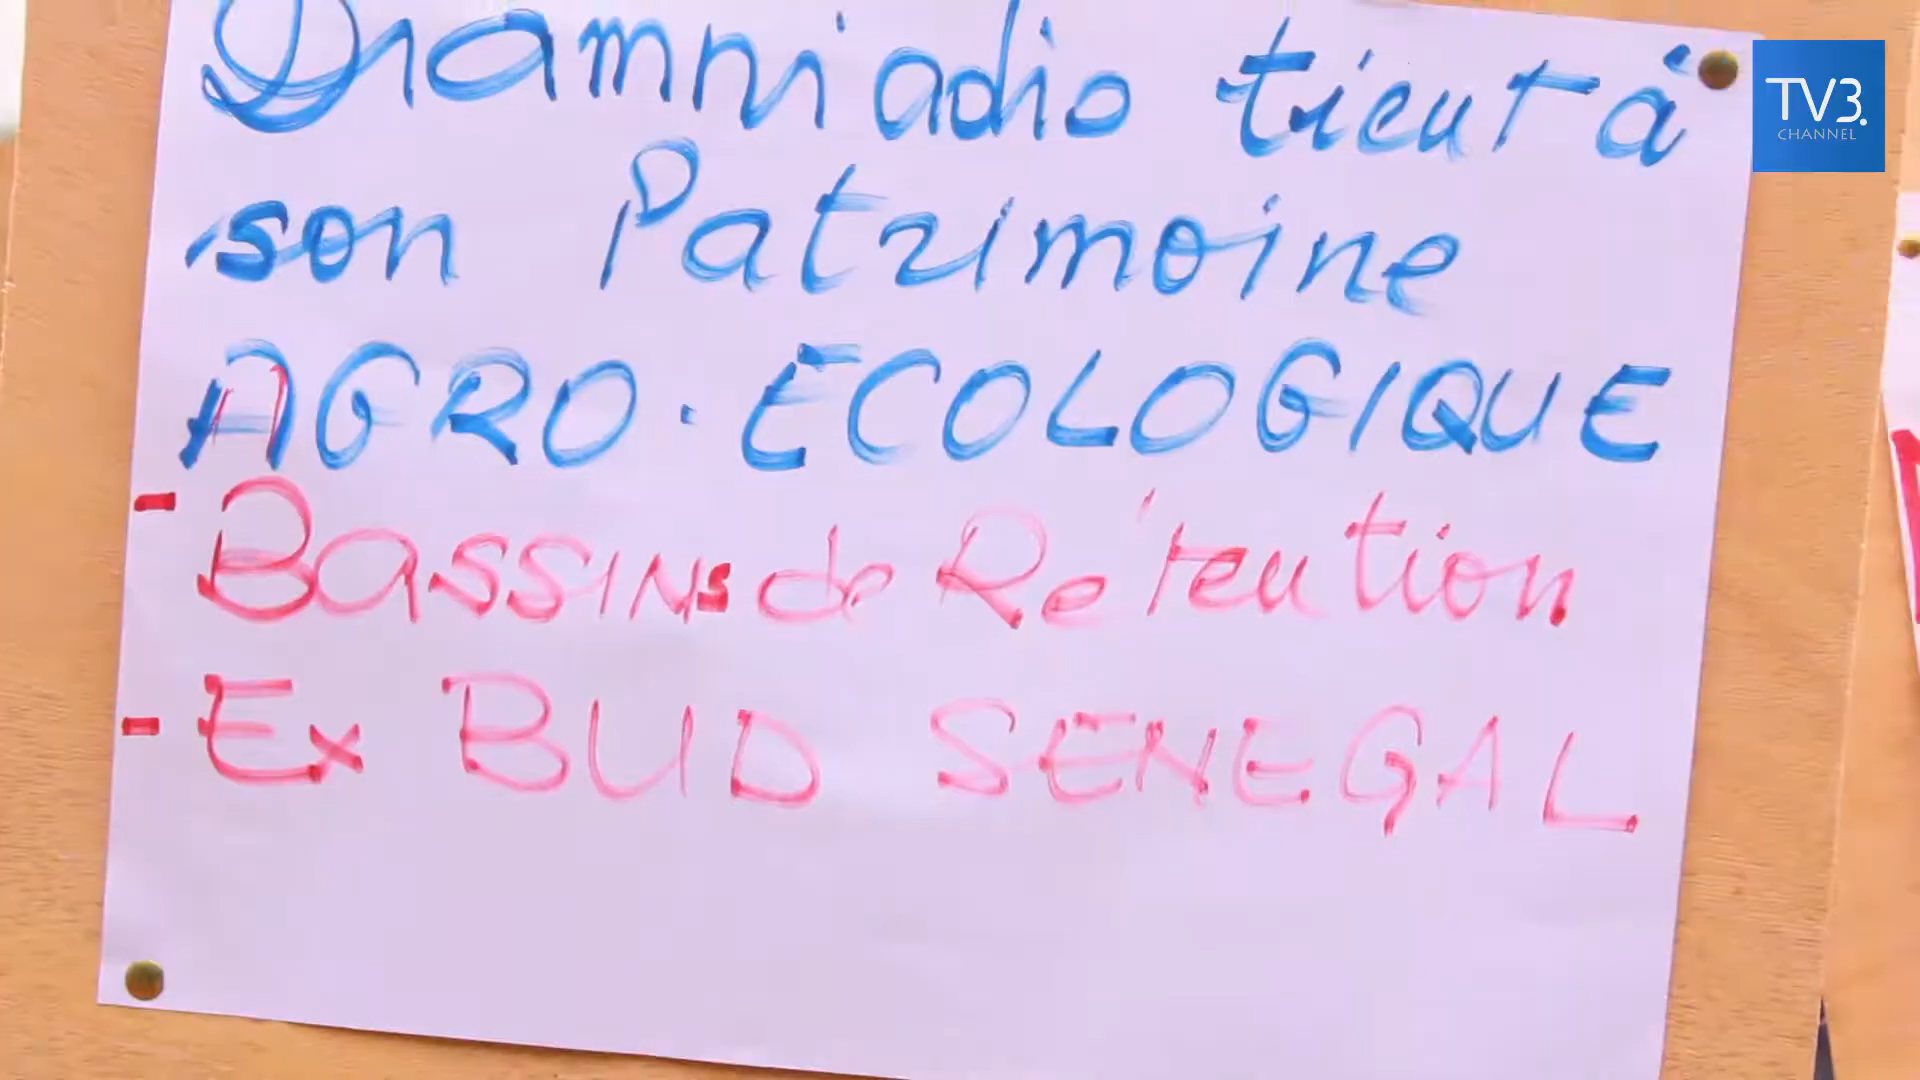 Diamniadio tient à
son Patrimoine
AGRO-ECOLOGIQUE
- BASSINs de Rétention
- Ex BUD SENEGAL
TV3.
CHANNEL